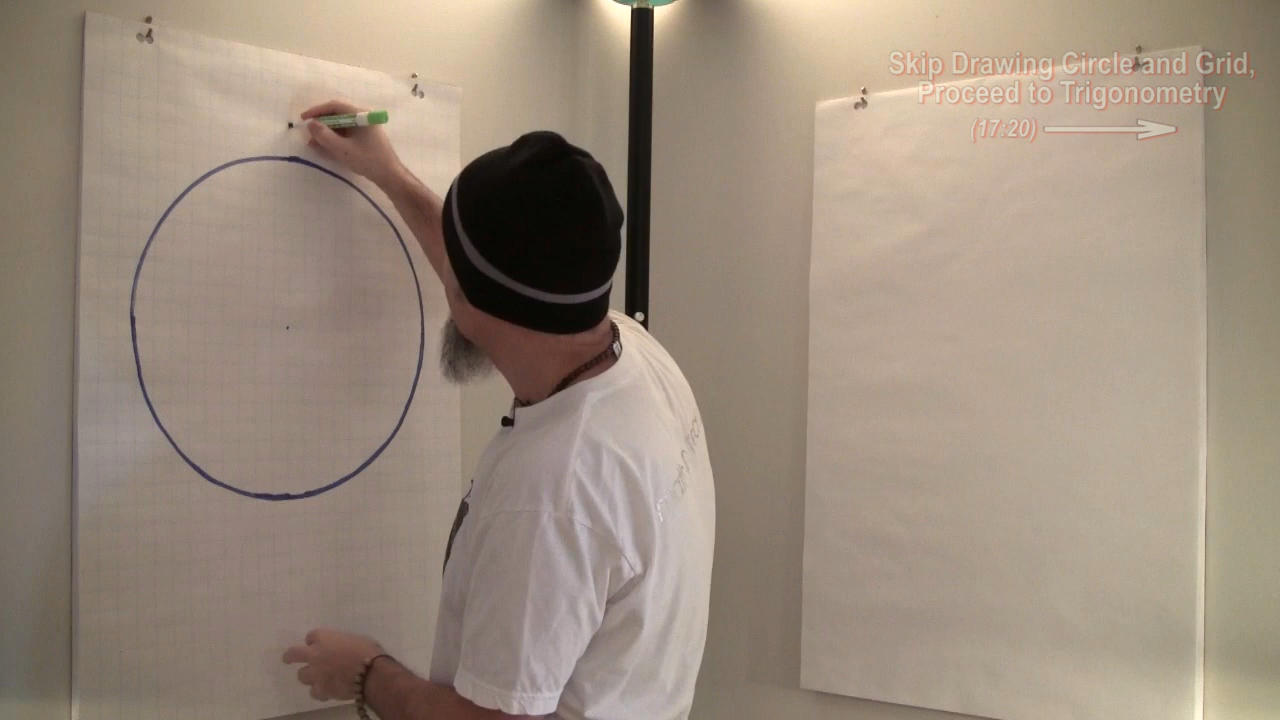 Skip Drawing Circle and Grid,
Proceed to Trigonometry
(17:20)